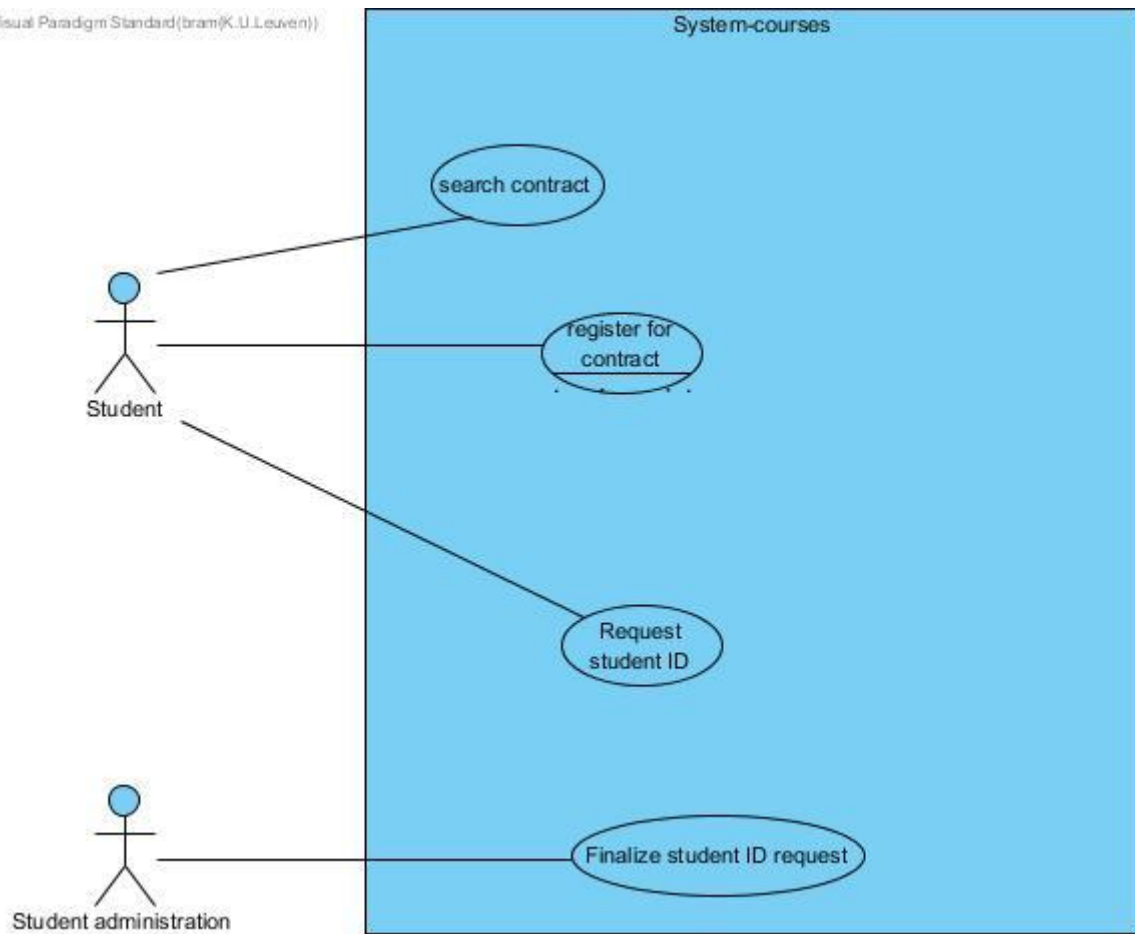 isual Paradigm Standard(bram(K.U.Leuven))
System-courses
search contract
register for
contract
Student
Request
student ID
Finalize student ID request
Student administration